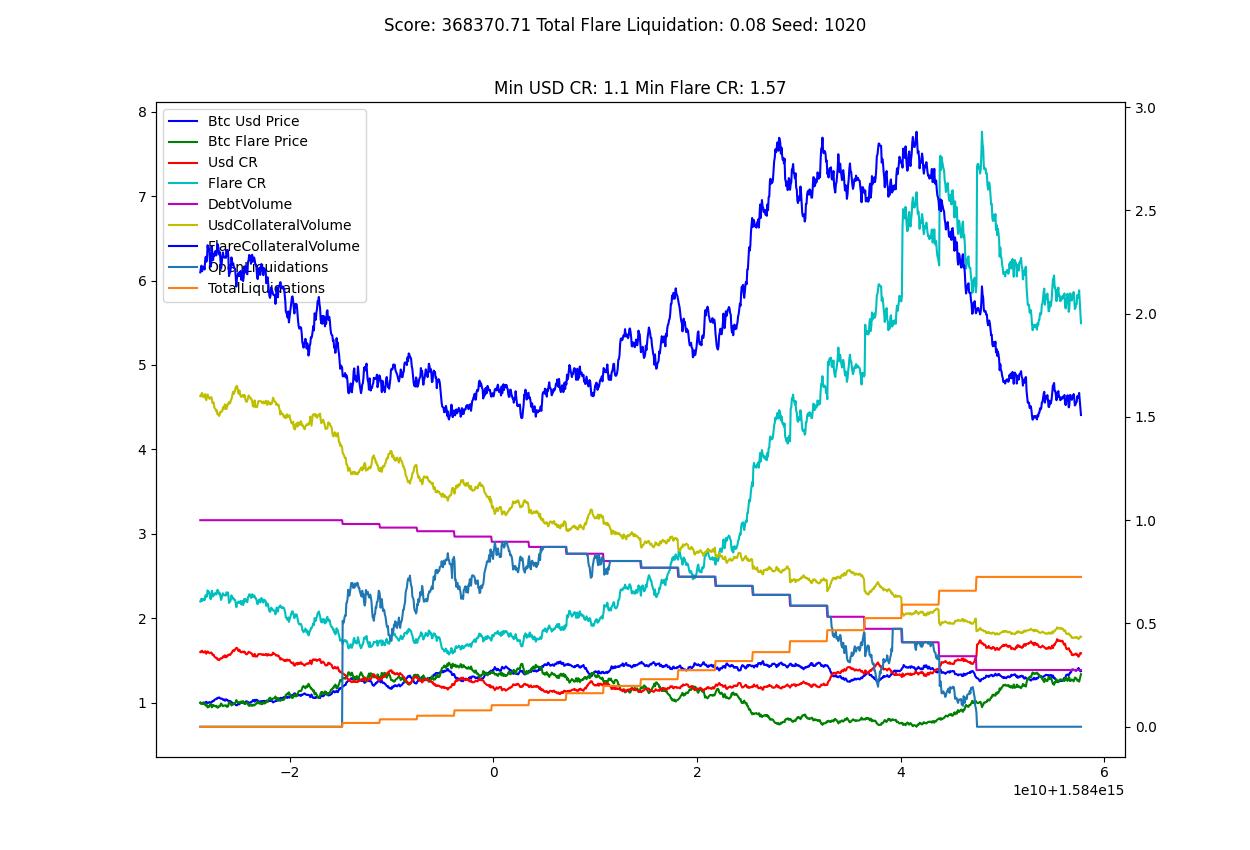 Score: 368370.71 Total Flare Liquidation: 0.08 Seed: 1020
Min USD CR: 1.1 Min Flare CR: 1.57
8
7
6
5
4
3
2
1
Btc Usd Price
Btc Flare Price
Usd CR
Flare CR
DebtVolume
UsdCollateralVolume
FlareCollateralVolume
OpenLiquidations
TotalLiquidations
3.0
2.5
2.0
1.5
1.0
0.5
0.0
−2 0 2 4 6
1e10+1.584e15